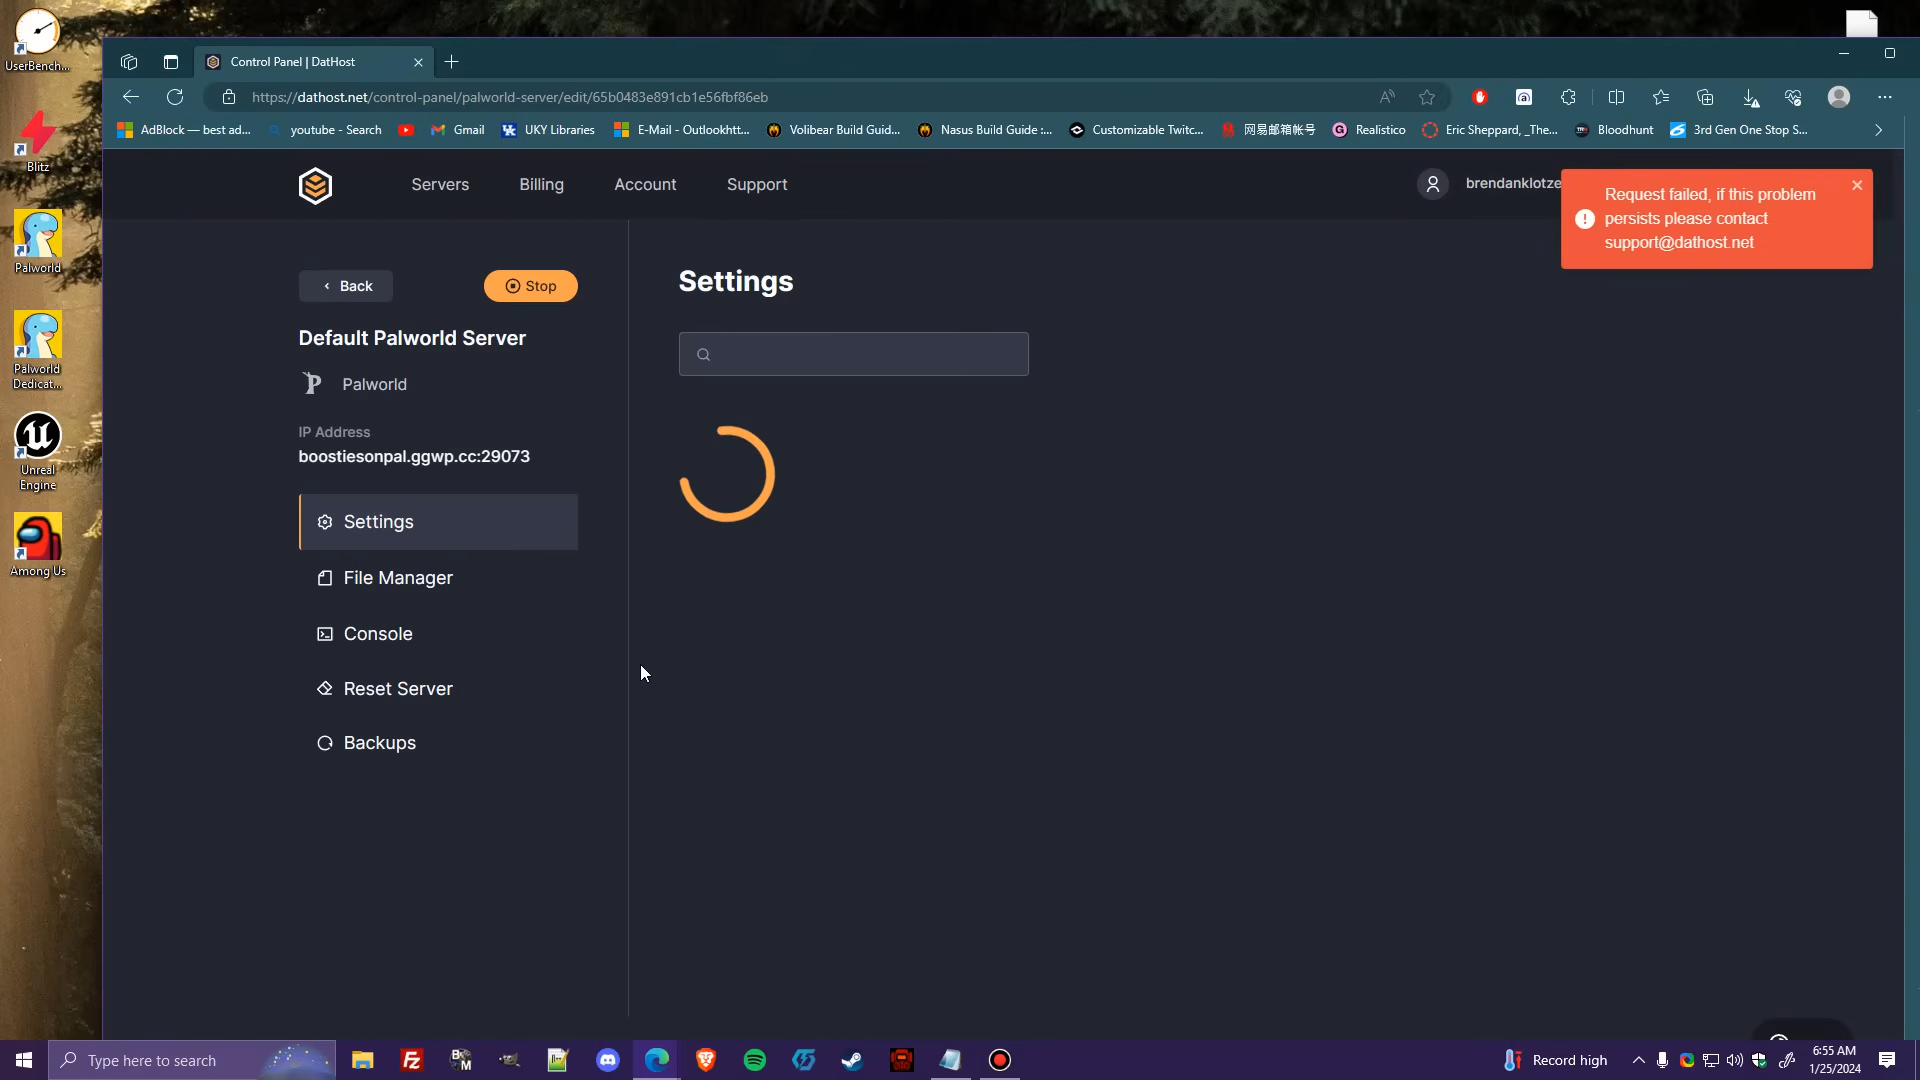 UserBench...
Blitz
Palworld
Palworld
Dedicat...
Unreal
Engine
Among Us
Control Panel | DatHost
https://dathost.net/control-panel/palworld-server/edit/65b0483e891cb1e56fbf86eb
AdBlock — best ad...
youtube - Search
Gmail
UKY Libraries
E-Mail - Outlookhtt...
Volibear Build Guid...
Nasus Build Guide :...
Customizable Twitc...
网易邮箱帐号
Realistico
Eric Sheppard, _The...
Bloodhunt
3rd Gen One Stop S...
Servers
Billing
Account
Support
brendanklotze
Request failed, if this problem
persists please contact
support@dathost.net
Back
Stop
Default Palworld Server
Palworld
IP Address
boostiesonpal.ggwp.cc:29073
Settings
File Manager
Console
Reset Server
Backups
Settings
Type here to search
Record high
6:55 AM
1/25/2024